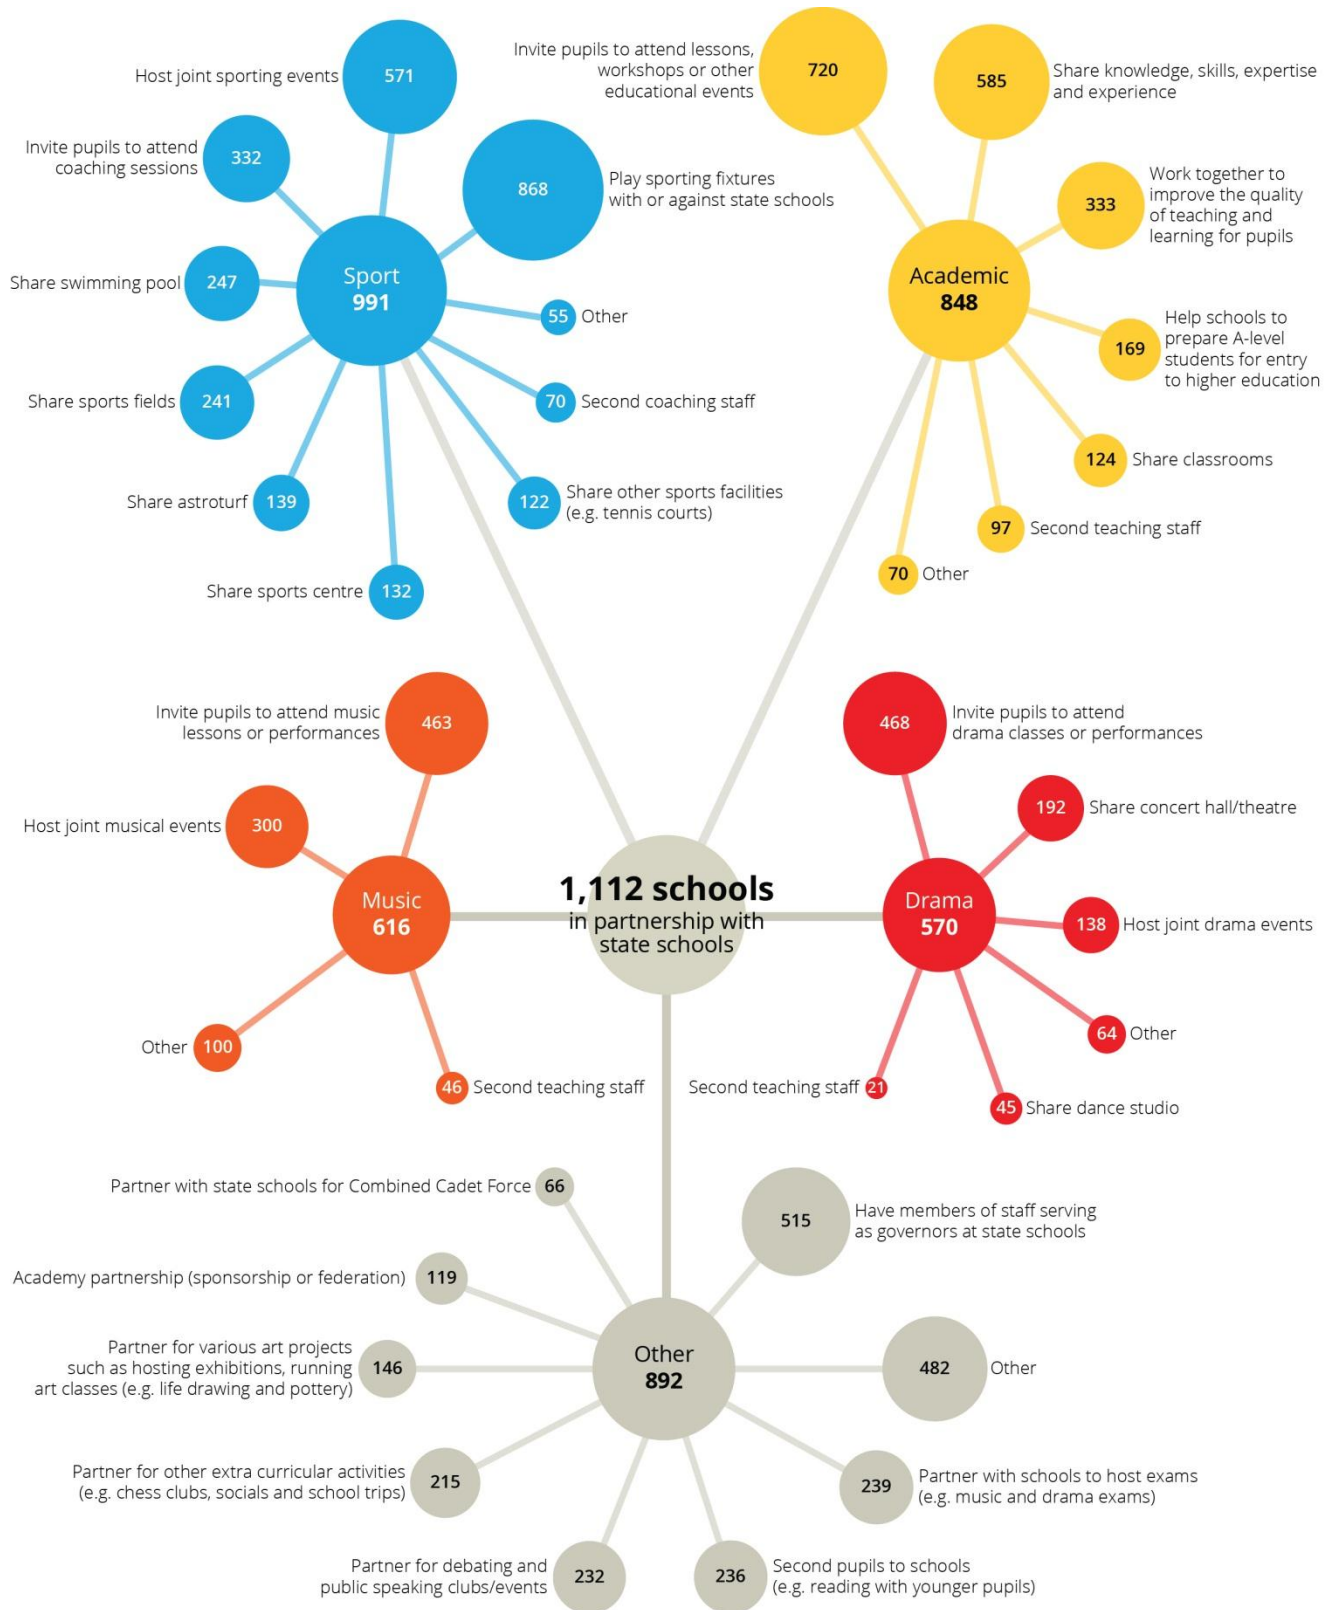 Host joint sporting events
571
Invite pupils to attend
coaching sessions
332
868
Play sporting fixtures
with or against state schools
Share swimming pool
247
Sport
991
55
Other
Share sports fields
241
70
Second coaching staff
Share astroturf
139
122
Share other sports facilities
(e.g. tennis courts)
Share sports centre
132
Invite pupils to attend lessons,
workshops or other
educational events
720
585
Share knowledge, skills, expertise
and experience
333
Work together to
improve the quality
of teaching and
learning for pupils
Academic
848
169
Help schools to
prepare A-level
students for entry
to higher education
124
Share classrooms
97
Second teaching staff
70
Other
Invite pupils to attend music
lessons or performances
463
Host joint musical events
300
Music
616
Other
100
46
Second teaching staff
1,112 schools
in partnership with
state schools
468
Invite pupils to attend
drama classes or performances
192
Share concert hall/theatre
Drama
570
138
Host joint drama events
64
Other
Second teaching staff
21
45
Share dance studio
Partner with state schools for Combined Cadet Force
66
515
Have members of staff serving
as governors at state schools
Academy partnership (sponsorship or federation)
119
Partner for various art projects
such as hosting exhibitions, running
art classes (e.g. life drawing and pottery)
146
Other
892
482
Other
Partner for other extra curricular activities
(e.g. chess clubs, socials and school trips)
215
239
Partner with schools to host exams
(e.g. music and drama exams)
Partner for debating and
public speaking clubs/events
232
236
Second pupils to schools
(e.g. reading with younger pupils)